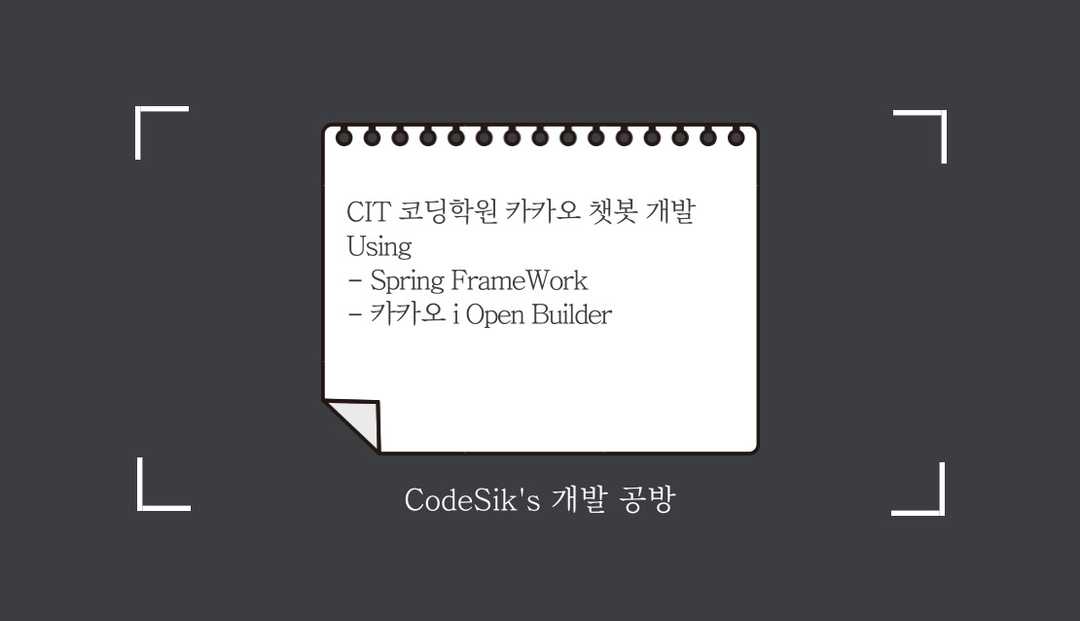 CIT 코딩학원 카카오 챗봇 개발
Using
- Spring FrameWork
- 카카오 i Open Builder
CodeSik's 개발 공방